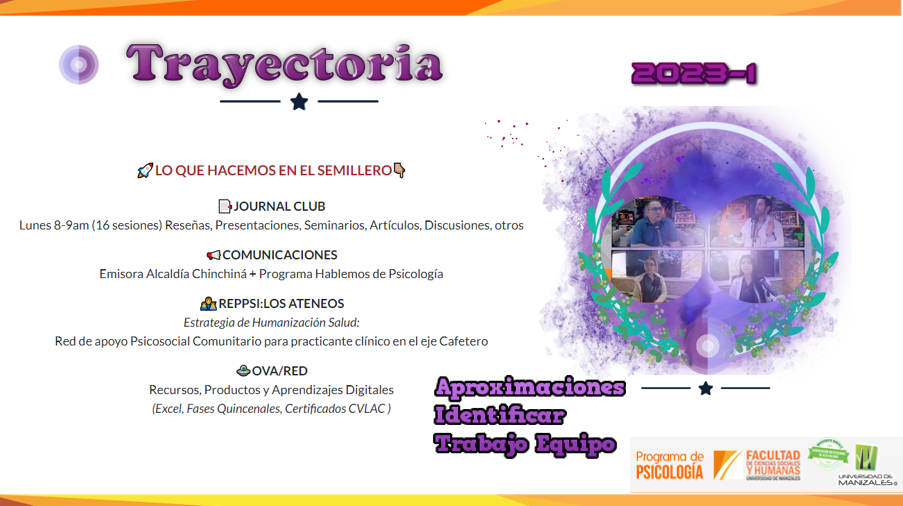 Trayectoria
2023-1
LO QUE HACEMOS EN EL SEMILLERO
JOURNAL CLUB
Lunes 8-9am (16 sesiones) Reseñas, Presentaciones, Seminarios, Artículos, Discusiones, otros
COMUNICACIONES
Emisora Alcaldía Chinchiná + Programa Hablemos de Psicología
REPPSI:LOS ATENEOS
Estrategia de Humanización Salud:
Red de apoyo Psicosocial Comunitario para practicante clínico en el eje Cafetero
OVA/RED
Recursos, Productos y Aprendizajes Digitales
(Excel, Fases Quincenales, Certificados CVLAC )
Aproximaciones
Identificar
Trabajo Equipo
Programa de
PSICOLOGÍA
FACULTAD
DE CIENCIAS SOCIALES
Y HUMANAS
UNIVERSIDAD DE MANIZALES
UNIVERSIDAD DE
MANIZALES